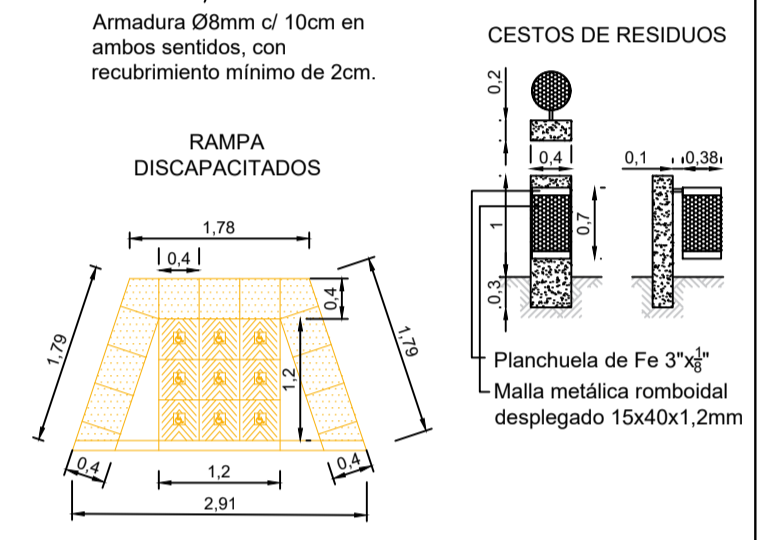 Armadura Ø8mm c/ 10cm en
ambos sentidos, con
recubrimiento mínimo de 2cm.
RAMPA
DISCAPACITADOS
1,78
0,4
0,4
1,79
1,79
1,2
0,4
1,2
0,4
2,91
CESTOS DE RESIDUOS
0,2
0,4
0,1
0,38
1
0,7
0,3
Planchuela de Fe 3"x1/8"
Malla metálica romboidal
desplegado 15x40x1,2mm